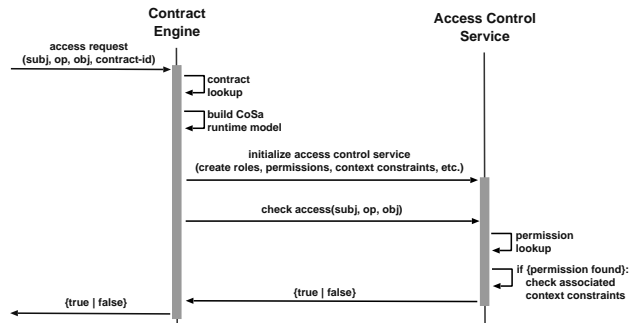 Contract
Engine
Access Control
Service
access request
(subj, op, obj, contract-id)
contract
lookup
build CoSa
runtime model
initialize access control service
(create roles, permissions, context constraints, etc.)
check access(subj, op, obj)
permission
lookup
if {permission found}:
check associated
context constraints
{true | false}
{true | false}